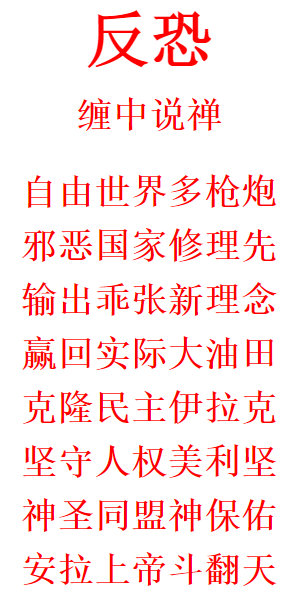 反恐
缠中说禅
自由世界多枪炮
邪恶国家修理先
输出乖张新理念
赢回实际大油田
克隆民主伊拉克
坚守人权美利坚
神圣同盟神保佑
安拉上帝斗翻天